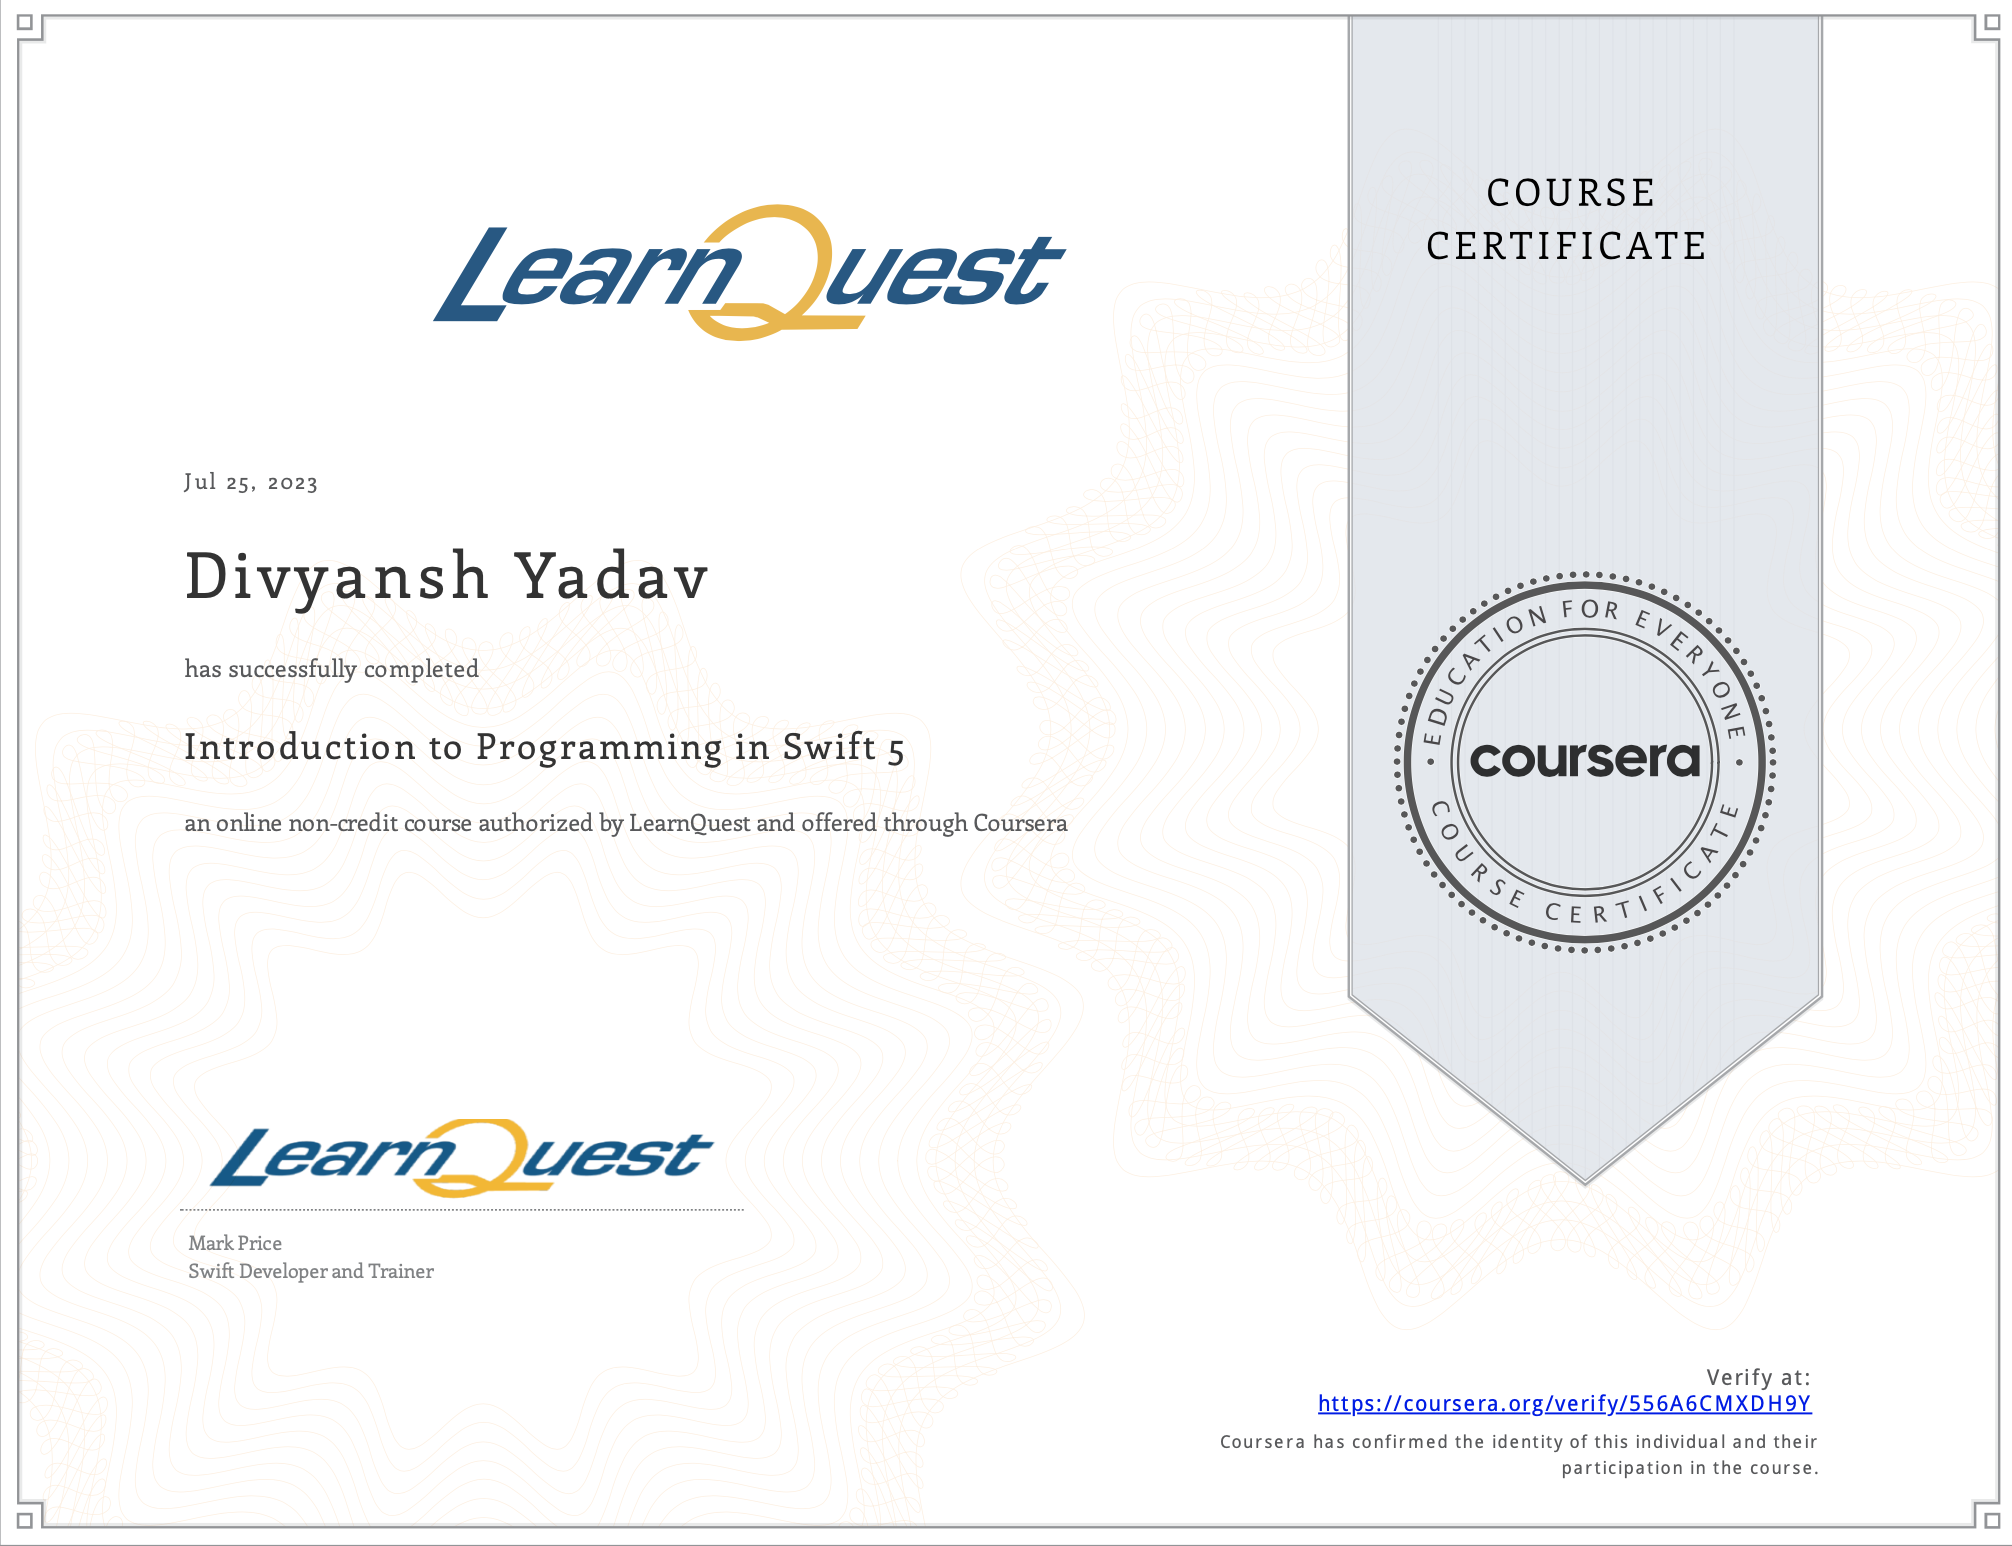 LearnQuest
COURSE
CERTIFICATE
Jul 25, 2023
Divyansh Yadav
has successfully completed
Introduction to Programming in Swift 5
an online non-credit course authorized by LearnQuest and offered through Coursera
EDUCATION FOR EVERYONE
coursera
COURSE CERTIFICATE
LearnQuest
Mark Price
Swift Developer and Trainer
Verify at:
https://coursera.org/verify/556A6CMXDH9Y
Coursera has confirmed the identity of this individual and their
participation in the course.